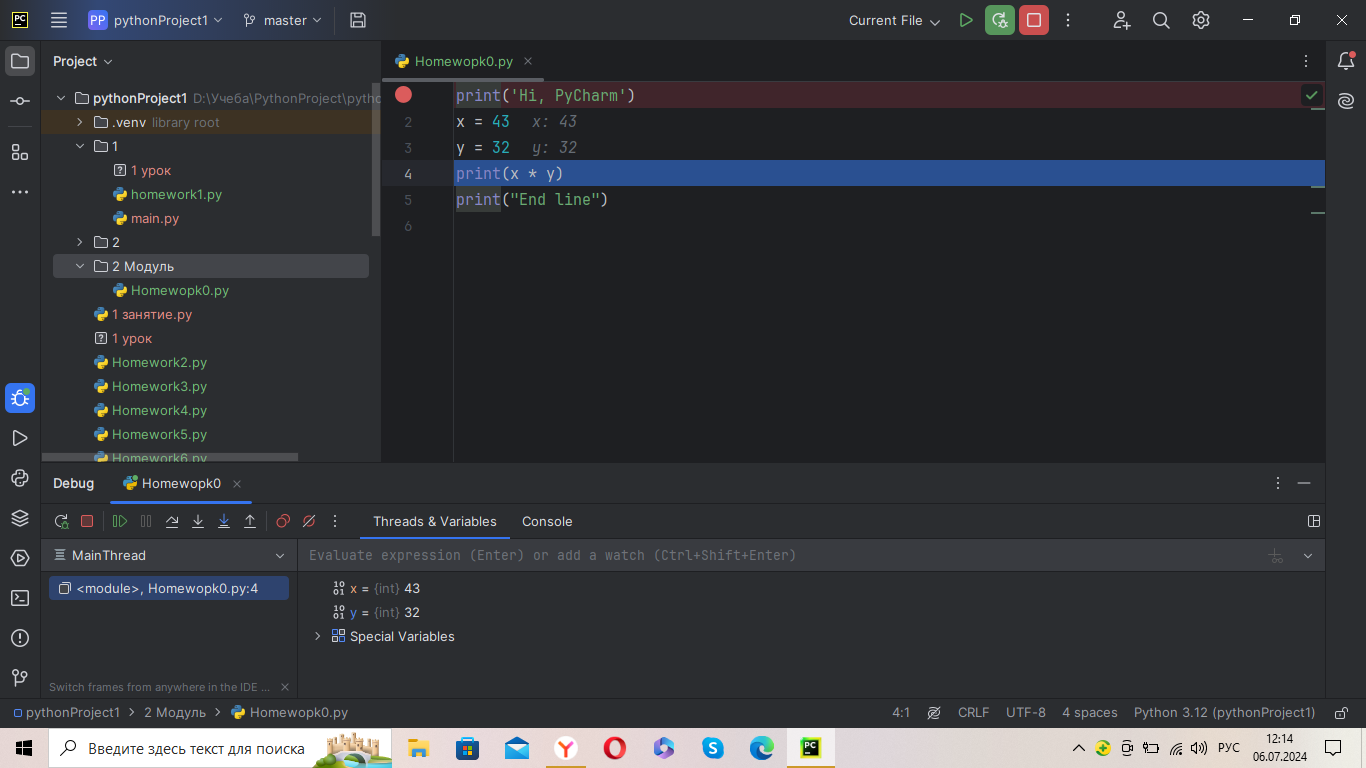 PC
PP pythonProject1
master
Current File
Project
Homewopk0.py
pythonProject1 D:\Учеба\PythonProject\pytho
.venv library root
1
1 урок
homework1.py
main.py
2
2 Модуль
Homewopk0.py
1 занятие.py
1 урок
Homework2.py
Homework3.py
Homework4.py
Homework5.py
Homework6.py
print('Hi, PyCharm')
2 x = 43 x: 43
3 y = 32 y: 32
4 print(x * y)
5 print("End line")
6
Debug
Homewopk0
Threads & Variables
Console
MainThread
Evaluate expression (Enter) or add a watch (Ctrl+Shift+Enter)
<module>, Homewopk0.py:4
x = {int} 43
y = {int} 32
Special Variables
Switch frames from anywhere in the IDE ...
pythonProject1 > 2 Модуль > Homewopk0.py
4:1
CRLF
UTF-8
4 spaces
Python 3.12 (pythonProject1)
Введите здесь текст для поиска
РУС
12:14
06.07.2024